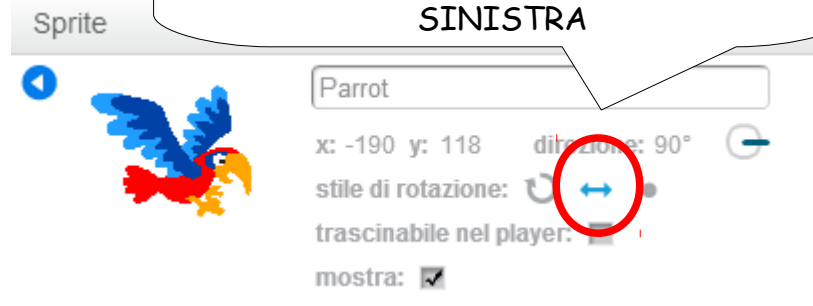 SINISTRA
Sprite
Parrot
x: -190 y: 118 direzione: 90°
stile di rotazione:
trascinabile nel player:
mostra: